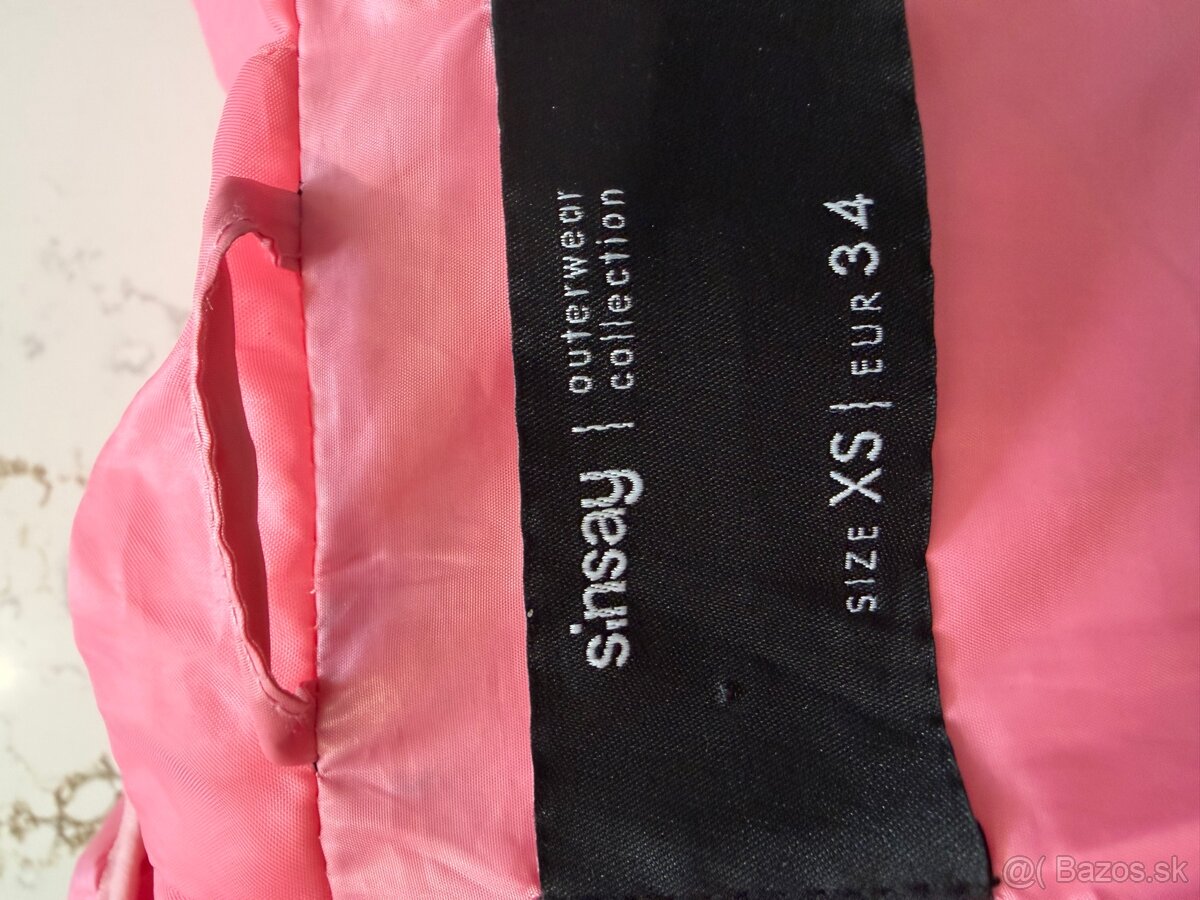 sinsay | outerwear
collection
SIZE XS | EUR 34
@( Bazos.sk